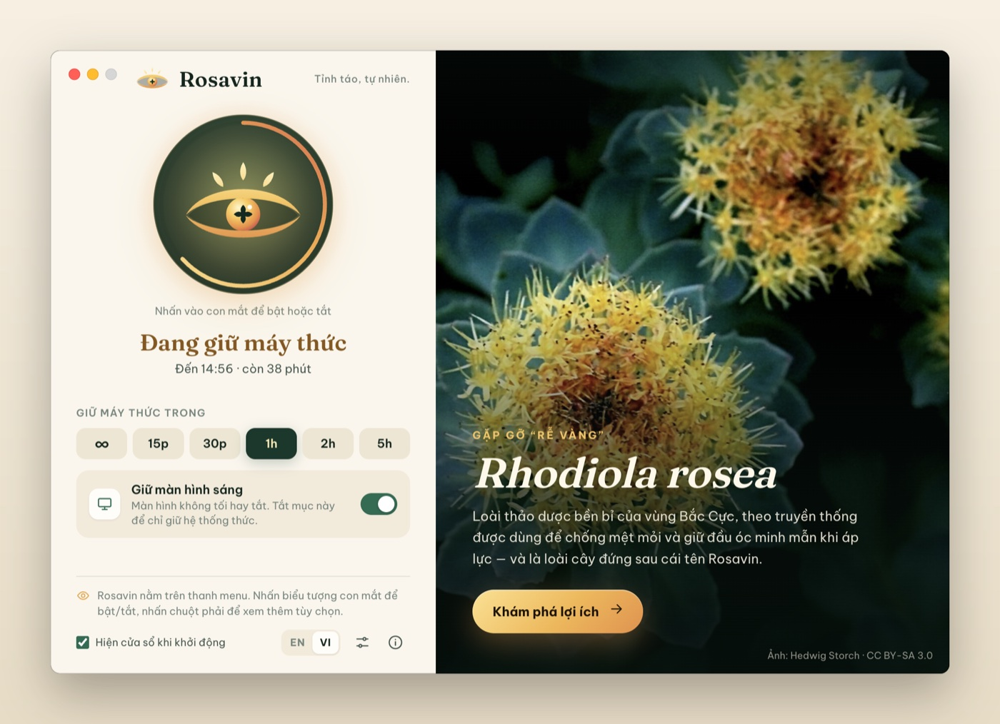 Rosavin
Tỉnh táo, tự nhiên.
Nhấn vào con mắt để bật hoặc tắt
Đang giữ máy thức
Đến 14:56 · còn 38 phút
GIỮ MÁY THỨC TRONG
∞ 15p 30p 1h 2h 5h
Giữ màn hình sáng
Màn hình không tối hay tắt. Tắt mục này
để chỉ giữ hệ thống thức.
Rosavin nằm trên thanh menu. Nhấn biểu tượng con mắt để
bật/tắt, nhấn chuột phải để xem thêm tùy chọn.
Hiện cửa sổ khi khởi động
EN VI
GẶP GỠ “RỄ VÀNG”
Rhodiola rosea
Loài thảo dược bền bỉ của vùng Bắc Cực, theo truyền thống
được dùng để chống mệt mỏi và giữ đầu óc minh mẫn khi áp
lực — và là loài cây đứng sau cái tên Rosavin.
Khám phá lợi ích →
Ảnh: Hedwig Storch · CC BY-SA 3.0